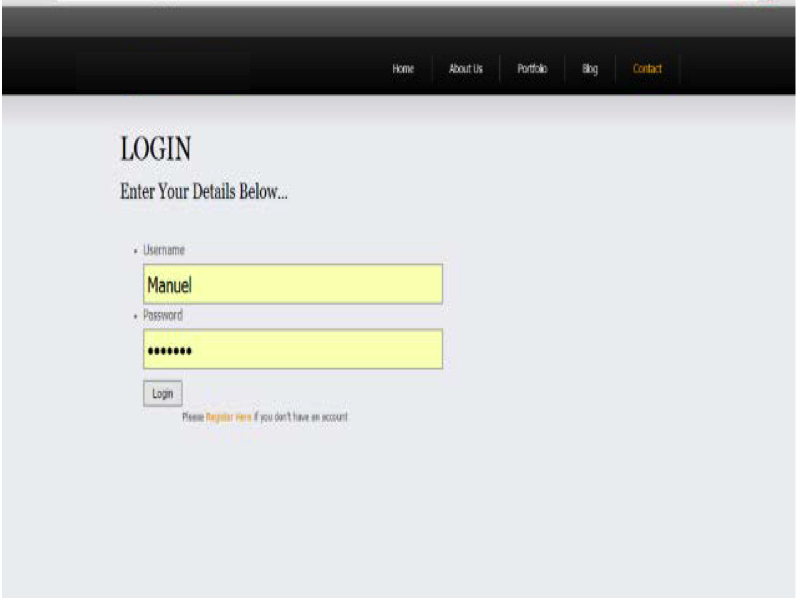 Home About Us Portfolio Blog Contact
LOGIN
Enter Your Details Below...
• Username
Manuel
• Password
•••••••
Login
Please Register Here if you don't have an account